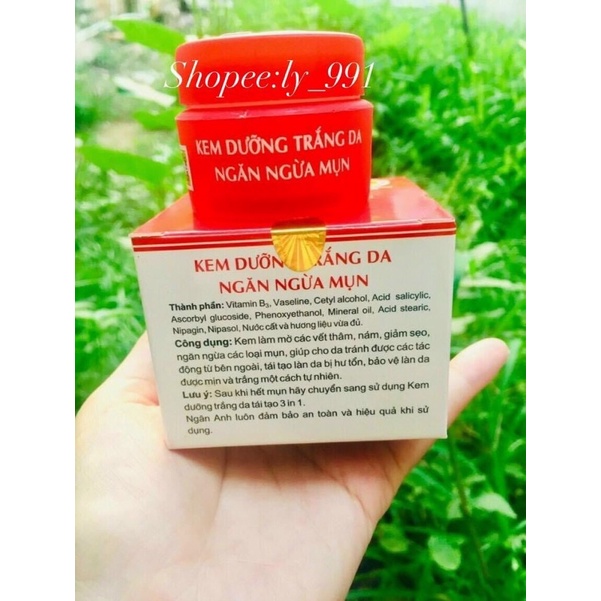 Shopee:ly_991
KEM DƯỠNG TRẮNG DA
NGĂN NGỪA MỤN
KEM DƯỠNG TRẮNG DA
NGĂN NGỪA MỤN
Thành phần: Vitamin B₃, Vaseline, Cetyl alcohol, Acid salicylic,
Ascorbyl glucoside, Phenoxyethanol, Mineral oil, Acid stearic,
Nipagin, Nipasol, Nước cất và hương liệu vừa đủ.
Công dụng: Kem làm mờ các vết thâm, nám, giảm sẹo,
ngăn ngừa các loại mụn, giúp cho da tránh được các tác
động từ bên ngoài, tái tạo làn da bị hư tổn, bảo vệ làn da
được mịn và trắng một cách tự nhiên.
Lưu ý: Sau khi hết mụn hãy chuyển sang sử dụng Kem
dưỡng trắng da tái tạo 3 in 1.
Ngân Anh luôn đảm bảo an toàn và hiệu quả khi sử
dụng.